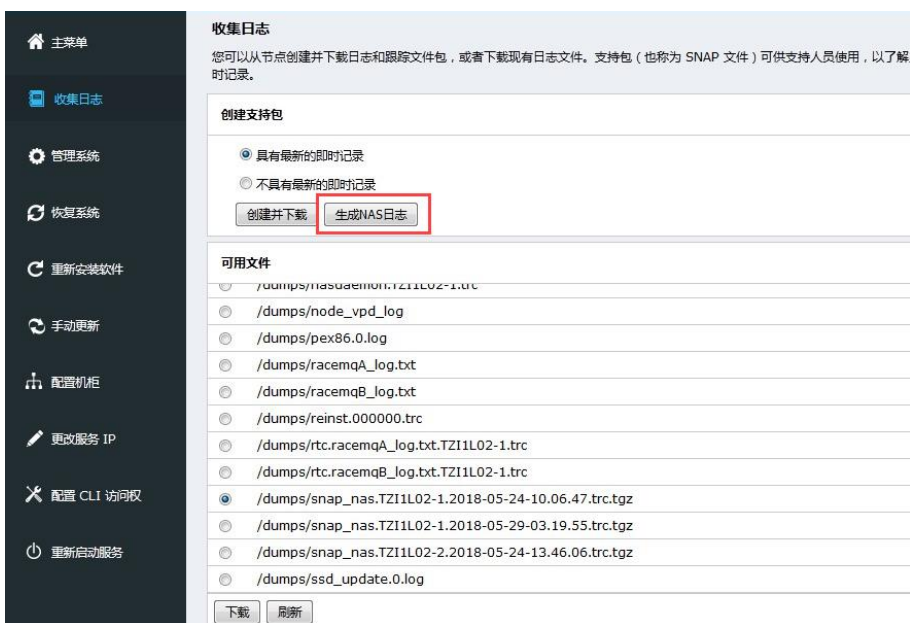 主菜单
收集日志
管理系统
恢复系统
重新安装软件
手动更新
配置机柜
更改服务 IP
配置 CLI 访问权
重新启动服务
收集日志
您可以从节点创建并下载日志和跟踪文件包，或者下载现有日志文件。支持包（也称为 SNAP 文件）可供支持人员使用，以了解
时记录。
创建支持包
具有最新的即时记录
不具有最新的即时记录
创建并下载 生成NAS日志
可用文件
/dumps/nasdaemon.TZI1L02-1.trc
/dumps/node_vpd_log
/dumps/pex86.0.log
/dumps/racemqA_log.txt
/dumps/racemqB_log.txt
/dumps/reinst.000000.trc
/dumps/rtc.racemqA_log.txt.TZI1L02-1.trc
/dumps/rtc.racemqB_log.txt.TZI1L02-1.trc
/dumps/snap_nas.TZI1L02-1.2018-05-24-10.06.47.trc.tgz
/dumps/snap_nas.TZI1L02-1.2018-05-29-03.19.55.trc.tgz
/dumps/snap_nas.TZI1L02-2.2018-05-24-13.46.06.trc.tgz
/dumps/ssd_update.0.log
下载 刷新